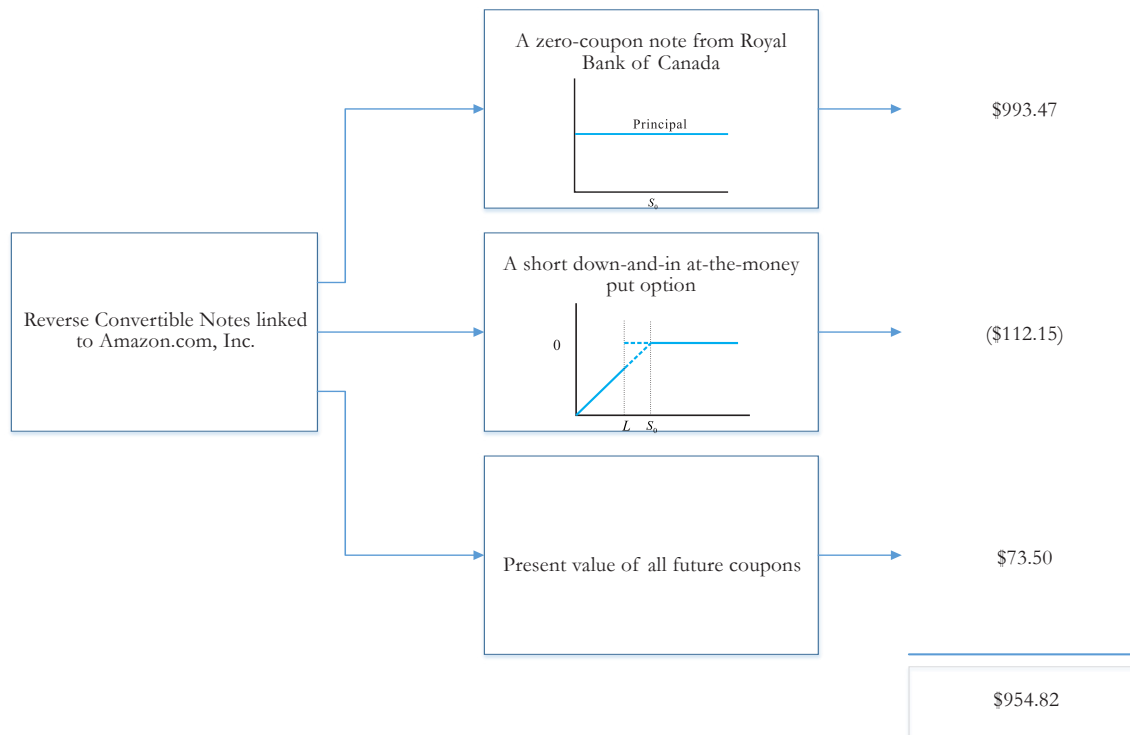 A zero-coupon note from Royal
Bank of Canada
Principal
S₀
$993.47
Reverse Convertible Notes linked
to Amazon.com, Inc.
A short down-and-in at-the-money
put option
0
L S₀
($112.15)
Present value of all future coupons
$73.50
$954.82